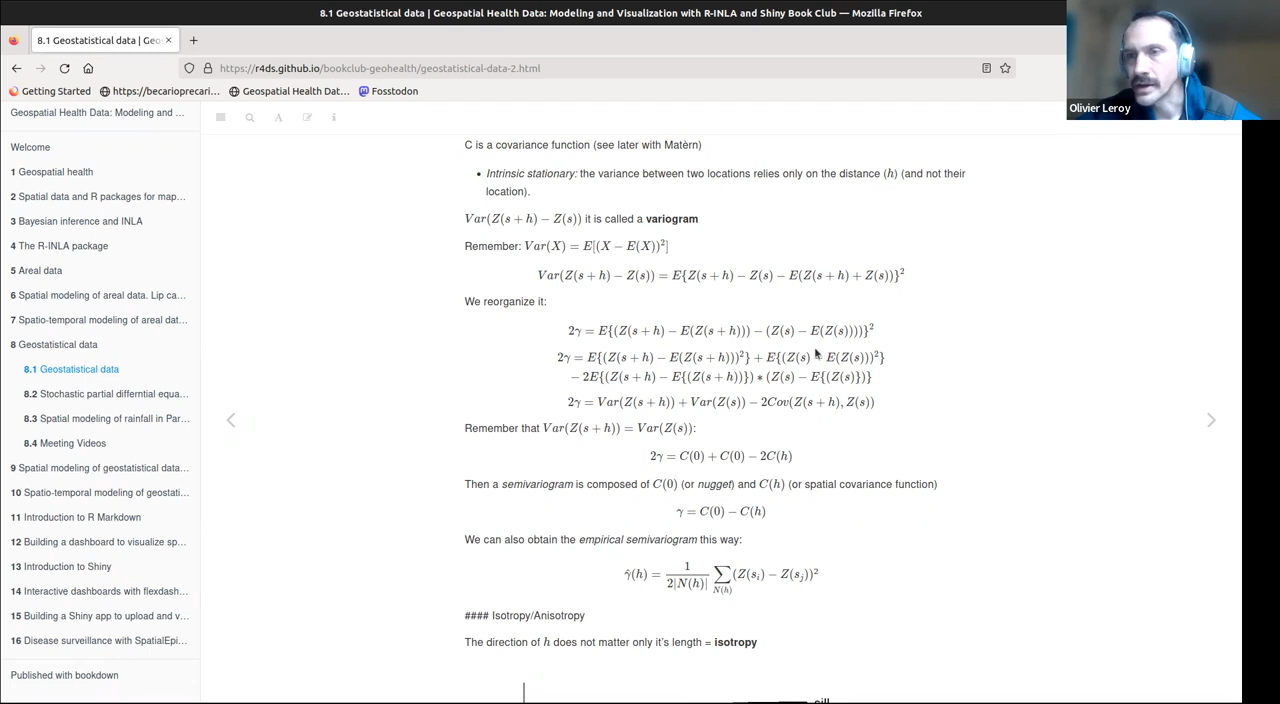 8.1 Geostatistical data | Geospatial Health Data: Modeling and Visualization with R-INLA and Shiny Book Club — Mozilla Firefox
8.1 Geostatistical data | Geo
https://r4ds.github.io/bookclub-geohealth/geostatistical-data-2.html
Getting Started
https://becarioprecari...
Geospatial Health Dat...
Fosstodon
Olivier Leroy
Geospatial Health Data: Modeling and ...
Welcome
1 Geospatial health
2 Spatial data and R packages for map...
3 Bayesian inference and INLA
4 The R-INLA package
5 Areal data
6 Spatial modeling of areal data. Lip ca...
7 Spatio-temporal modeling of areal dat...
8 Geostatistical data
8.1 Geostatistical data
8.2 Stochastic partial differntial equa...
8.3 Spatial modeling of rainfall in Par...
8.4 Meeting Videos
9 Spatial modeling of geostatistical data...
10 Spatio-temporal modeling of geostati...
11 Introduction to R Markdown
12 Building a dashboard to visualize sp...
13 Introduction to Shiny
14 Interactive dashboards with flexdash...
15 Building a Shiny app to upload and v...
16 Disease surveillance with SpatialEpi...
Published with bookdown
C is a covariance function (see later with Matèrn)
• Intrinsic stationary: the variance between two locations relies only on the distance (h) (and not their
location).
Var(Z(s + h) − Z(s)) it is called a variogram
Remember: Var(X) = E[(X − E(X))²]
Var(Z(s + h) − Z(s)) = E{Z(s + h) − Z(s) − E(Z(s + h) + Z(s))}²
We reorganize it:
2γ = E{(Z(s + h) − E(Z(s + h))) − (Z(s) − E(Z(s))))}²
2γ = E{(Z(s + h) − E(Z(s + h)))²} + E{(Z(s) − E(Z(s)))²}
− 2E{(Z(s + h) − E{(Z(s + h))}) ∗ (Z(s) − E{(Z(s)})}
2γ = Var(Z(s + h)) + Var(Z(s)) − 2Cov(Z(s + h), Z(s))
Remember that Var(Z(s + h)) = Var(Z(s)):
2γ = C(0) + C(0) − 2C(h)
Then a semivariogram is composed of C(0) (or nugget) and C(h) (or spatial covariance function)
γ = C(0) − C(h)
We can also obtain the empirical semivariogram this way:
γ̂(h) = 1/(2|N(h)|) ∑_{N(h)} (Z(sᵢ) − Z(sⱼ))²
#### Isotropy/Anisotropy
The direction of h does not matter only it's length = isotropy
sill